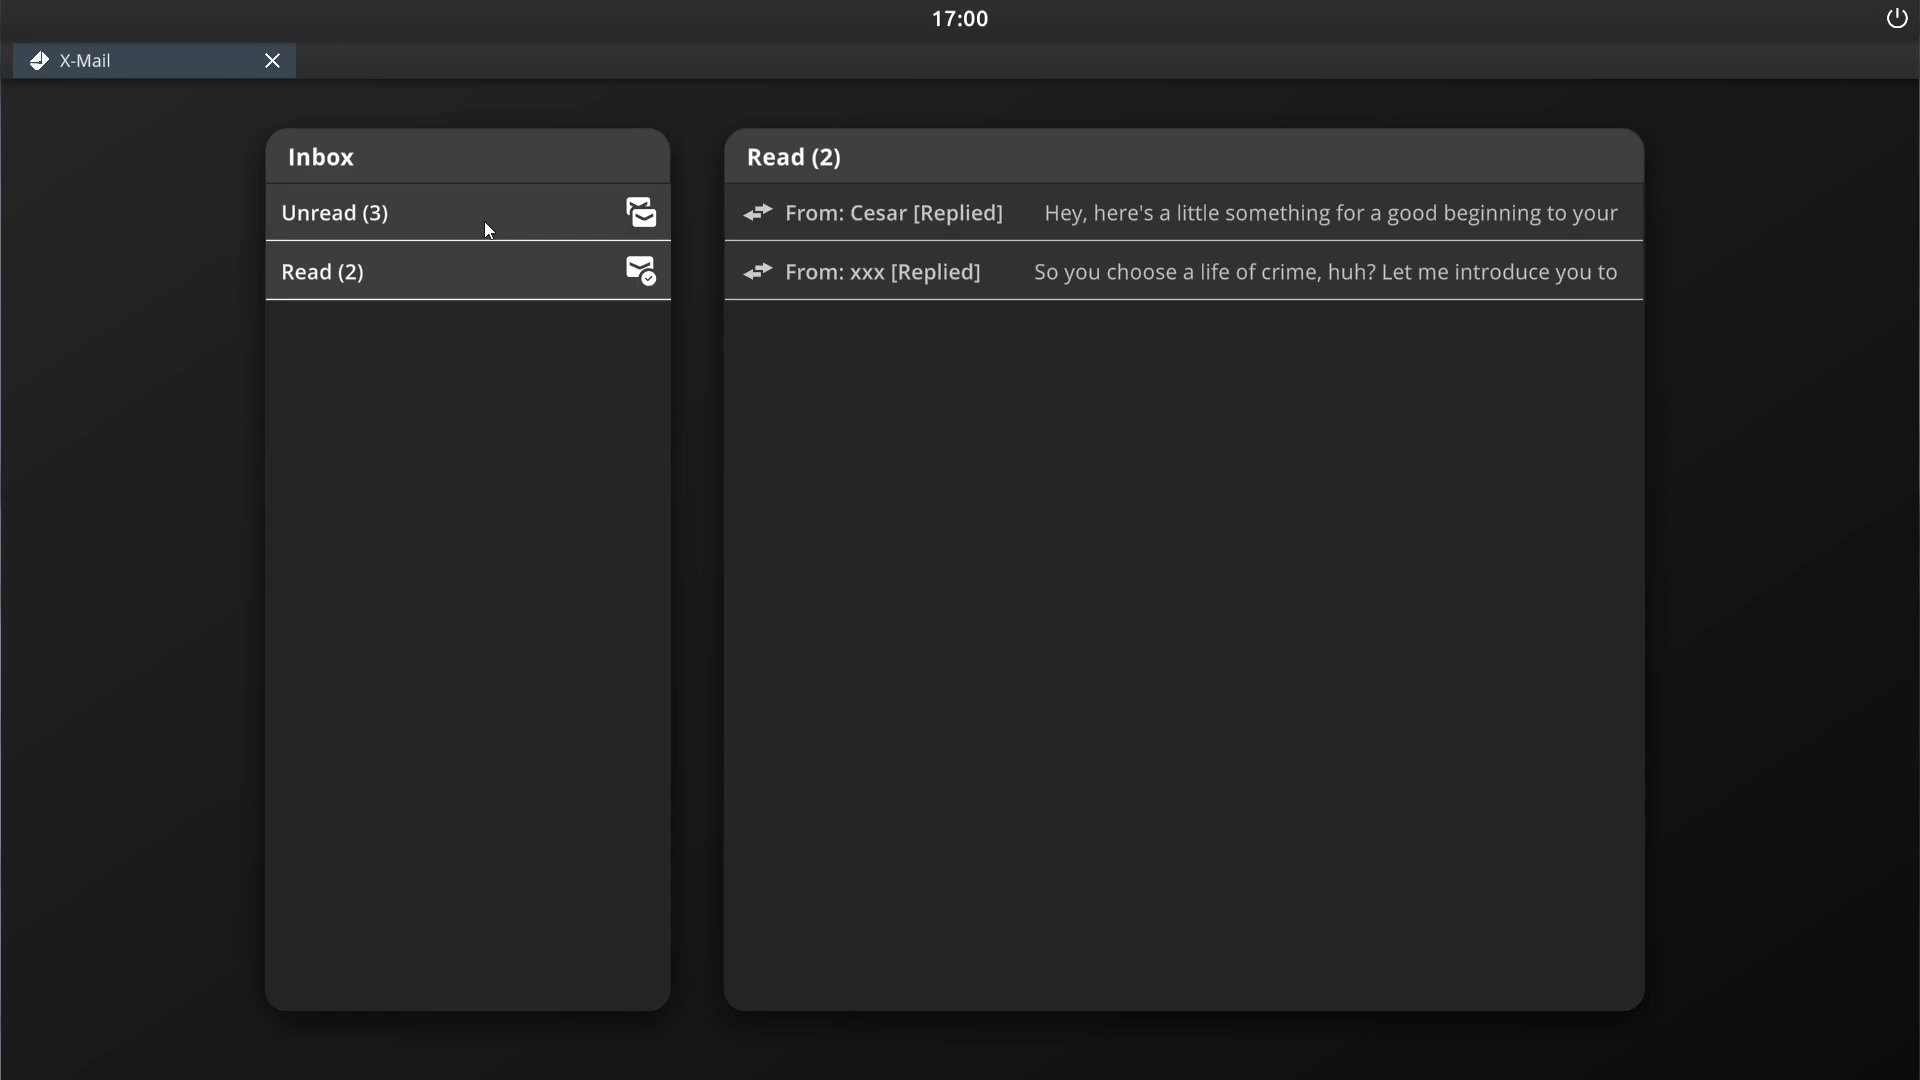 17:00
X-Mail
Inbox
Unread (3)
Read (2)
Read (2)
From: Cesar [Replied] Hey, here's a little something for a good beginning to your
From: xxx [Replied] So you choose a life of crime, huh? Let me introduce you to